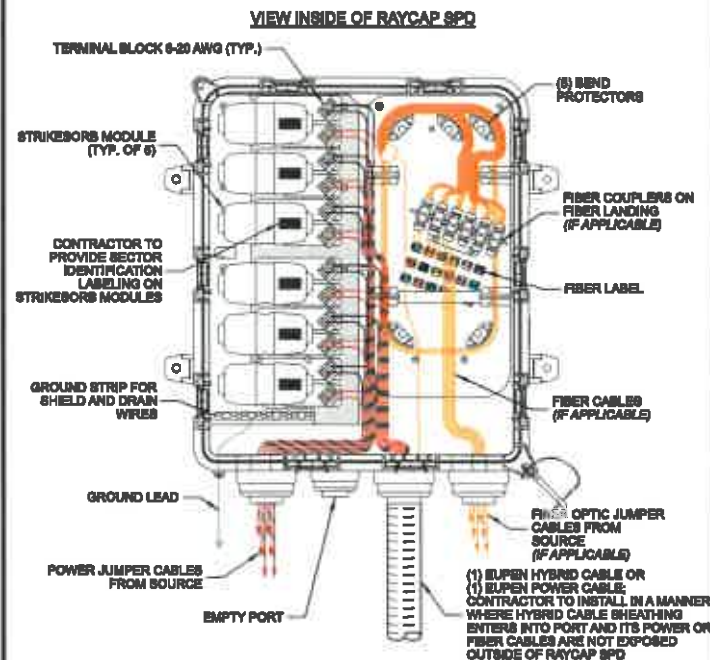 VIEW INSIDE OF RAYCAP SPD
TERMINAL BLOCK 6-20 AWG (TYP.)
(5) BEND
PROTECTORS
STRIKESORB MODULE
(TYP. OF 6)
FIBER COUPLERS ON
FIBER LANDING
(IF APPLICABLE)
CONTRACTOR TO
PROVIDE SECTOR
IDENTIFICATION
LABELING ON
STRIKESORB MODULES
FIBER LABEL
GROUND STRIP FOR
SHIELD AND DRAIN
WIRES
FIBER CABLES
(IF APPLICABLE)
GROUND LEAD
FIBER OPTIC JUMPER
CABLES FROM
SOURCE
(IF APPLICABLE)
POWER JUMPER CABLES
FROM SOURCE
EMPTY PORT
(1) EUPEN HYBRID CABLE OR
(1) EUPEN POWER CABLE;
CONTRACTOR TO INSTALL IN A MANNER
WHERE HYBRID CABLE SHEATHING
ENTERS INTO PORT AND ITS POWER OR
FIBER CABLES ARE NOT EXPOSED
OUTSIDE OF RAYCAP SPD